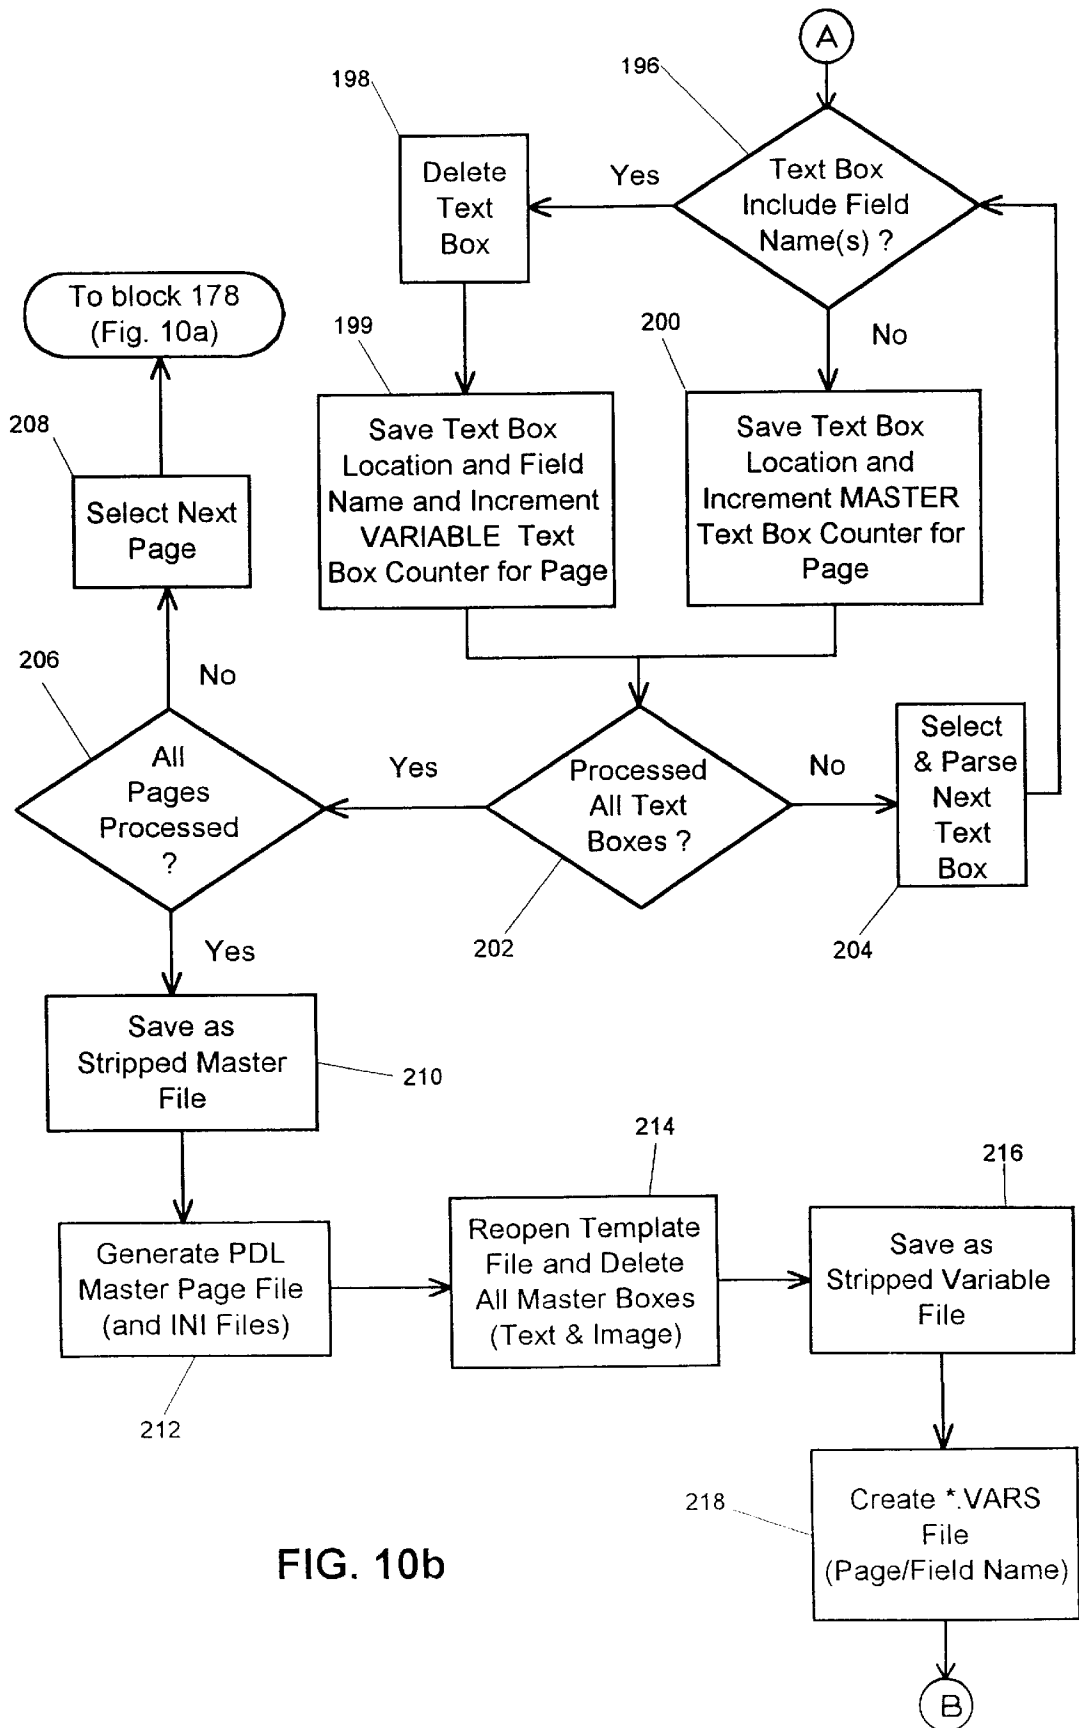 A
196
Text Box
Include Field
Name(s) ?
Yes
198
Delete
Text
Box
No
199
Save Text Box
Location and Field
Name and Increment
VARIABLE Text
Box Counter for Page
200
Save Text Box
Location and
Increment MASTER
Text Box Counter for
Page
To block 178
(Fig. 10a)
208
Select Next
Page
206
No
All
Pages
Processed
?
Yes
Processed
All Text
Boxes ?
202
No
Select
& Parse
Next
Text
Box
204
Yes
Save as
Stripped Master
File
210
Generate PDL
Master Page File
(and INI Files)
212
214
Reopen Template
File and Delete
All Master Boxes
(Text & Image)
216
Save as
Stripped Variable
File
218
Create *.VARS
File
(Page/Field Name)
B
FIG. 10b